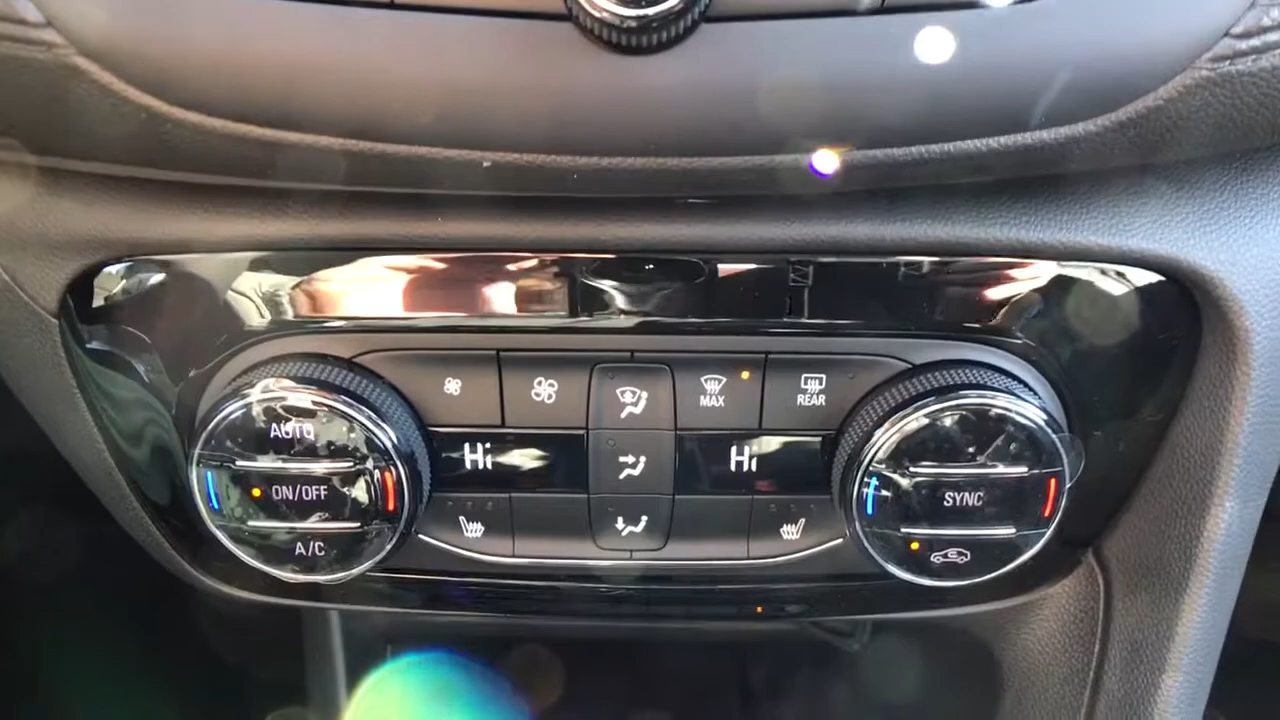 MAX
REAR
AUTO
Hi
Hi
ON/OFF
SYNC
A/C